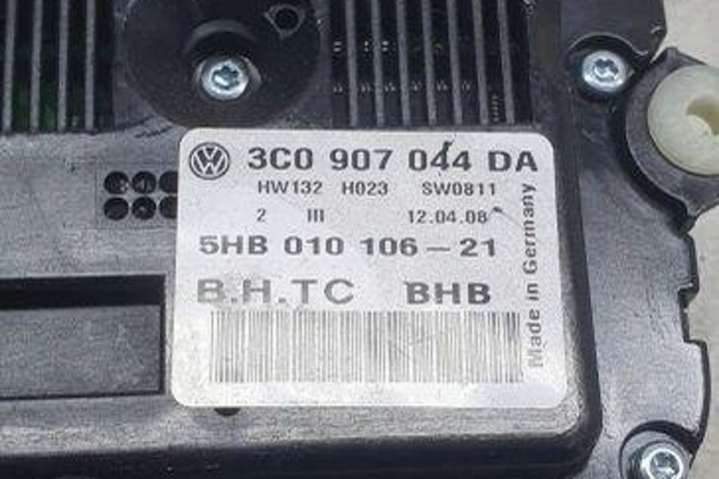 3C0 907 044 DA
HW132 H023 SW0811
2 III 12.04.08
5HB 010 106-21
B.H.TC BHB
Made in Germany